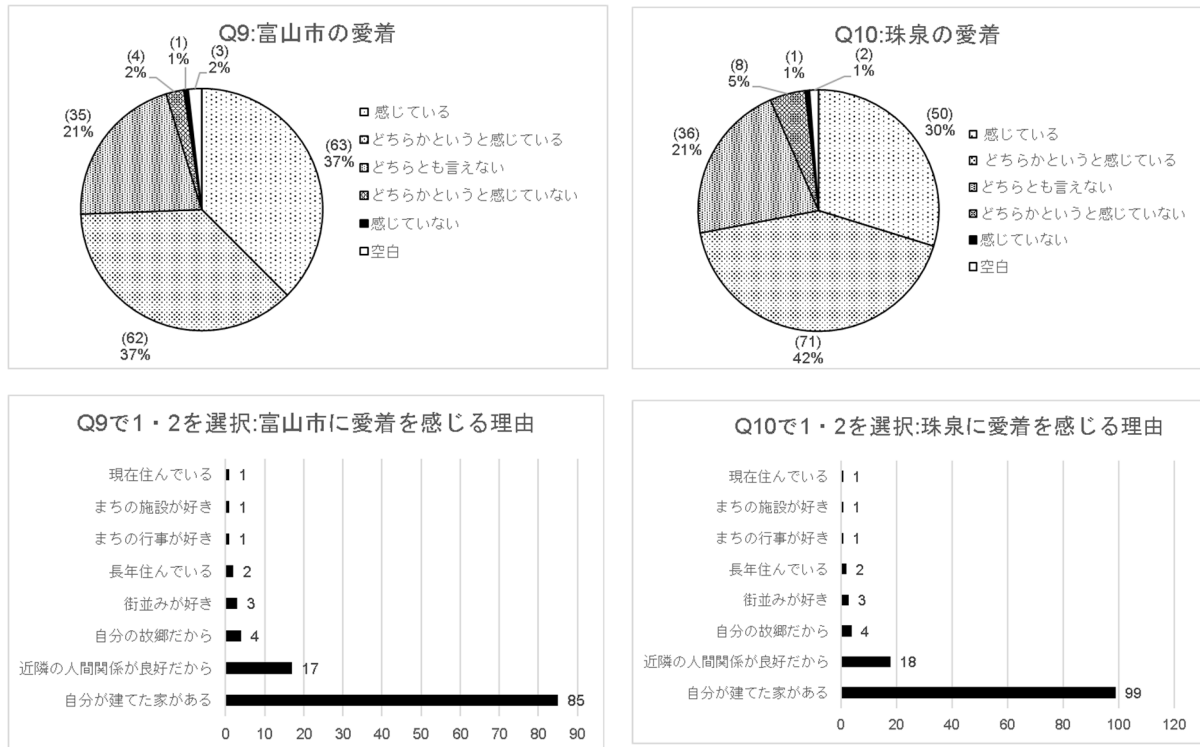 Q9:富山市の愛着
(1)
1%
(3)
2%
(4)
2%
(35)
21%
(63)
37%
(62)
37%
感じている
どちらかというと感じている
どちらとも言えない
どちらかというと感じていない
感じていない
空白
Q10:珠泉の愛着
(1)
1%
(2)
1%
(8)
5%
(36)
21%
(50)
30%
(71)
42%
感じている
どちらかというと感じている
どちらとも言えない
どちらかというと感じていない
感じていない
空白
Q9で1・2を選択:富山市に愛着を感じる理由
現在住んでいる 1
まちの施設が好き 1
まちの行事が好き 1
長年住んでいる 2
街並みが好き 3
自分の故郷だから 4
近隣の人間関係が良好だから 17
自分が建てた家がある 85
0 10 20 30 40 50 60 70 80 90
Q10で1・2を選択:珠泉に愛着を感じる理由
現在住んでいる 1
まちの施設が好き 1
まちの行事が好き 1
長年住んでいる 2
街並みが好き 3
自分の故郷だから 4
近隣の人間関係が良好だから 18
自分が建てた家がある 99
0 20 40 60 80 100 120